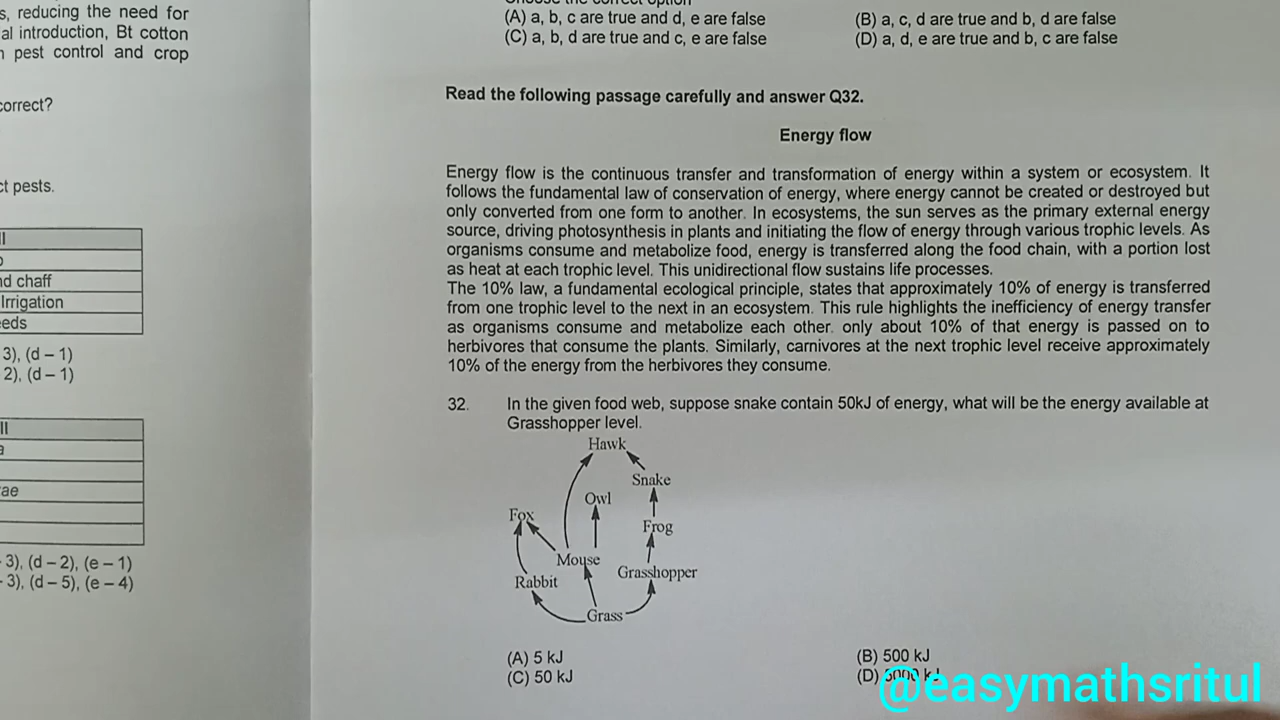 s, reducing the need for
al introduction, Bt cotton
pest control and crop
correct?
ct pests.
nd chaff
Irrigation
eeds
3), (d – 1)
2), (d – 1)
II
ae
3), (d – 2), (e – 1)
3), (d – 5), (e – 4)
(A) a, b, c are true and d, e are false
(B) a, c, d are true and b, d are false
(C) a, b, d are true and c, e are false
(D) a, d, e are true and b, c are false
Read the following passage carefully and answer Q32.
Energy flow
Energy flow is the continuous transfer and transformation of energy within a system or ecosystem. It
follows the fundamental law of conservation of energy, where energy cannot be created or destroyed but
only converted from one form to another. In ecosystems, the sun serves as the primary external energy
source, driving photosynthesis in plants and initiating the flow of energy through various trophic levels. As
organisms consume and metabolize food, energy is transferred along the food chain, with a portion lost
as heat at each trophic level. This unidirectional flow sustains life processes.
The 10% law, a fundamental ecological principle, states that approximately 10% of energy is transferred
from one trophic level to the next in an ecosystem. This rule highlights the inefficiency of energy transfer
as organisms consume and metabolize each other. only about 10% of that energy is passed on to
herbivores that consume the plants. Similarly, carnivores at the next trophic level receive approximately
10% of the energy from the herbivores they consume.
32. In the given food web, suppose snake contain 50kJ of energy, what will be the energy available at
Grasshopper level.
Hawk
Snake
Owl
Fox
Frog
Mouse
Grasshopper
Rabbit
Grass
(A) 5 kJ
(B) 500 kJ
(C) 50 kJ
(D) 5000 kJ
@easymathsritul